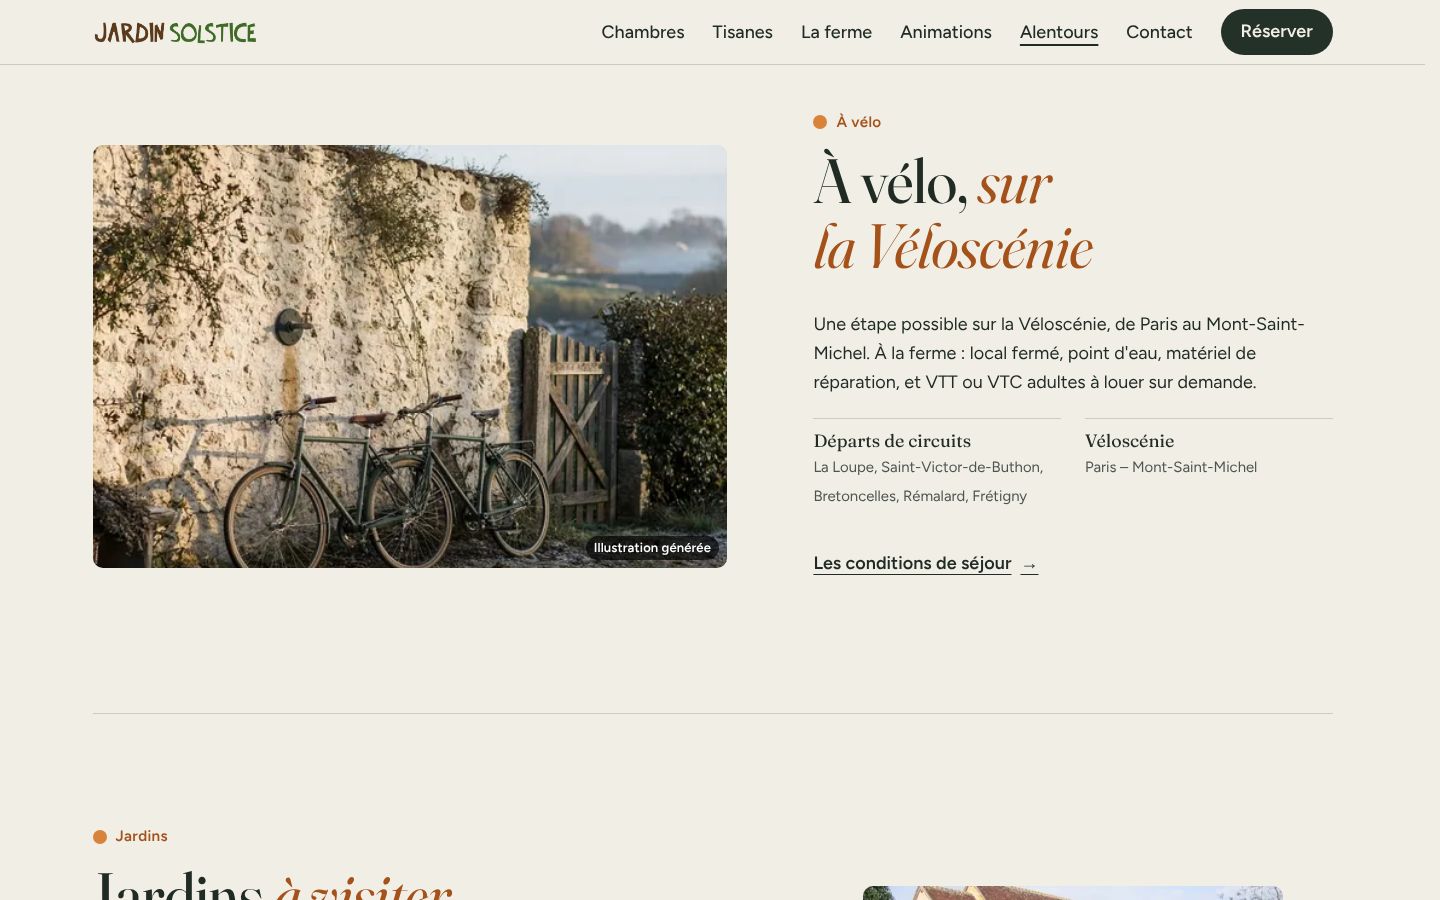 JARDIN SOLSTICE
Chambres
Tisanes
La ferme
Animations
Alentours
Contact
Réserver
À vélo
À vélo, sur
la Véloscénie
Une étape possible sur la Véloscénie, de Paris au Mont-Saint-
Michel. À la ferme : local fermé, point d'eau, matériel de
réparation, et VTT ou VTC adultes à louer sur demande.
Départs de circuits
La Loupe, Saint-Victor-de-Buthon,
Bretoncelles, Rémalard, Frétigny
Véloscénie
Paris – Mont-Saint-Michel
Les conditions de séjour →
Illustration générée
Jardins
Jardins à visiter